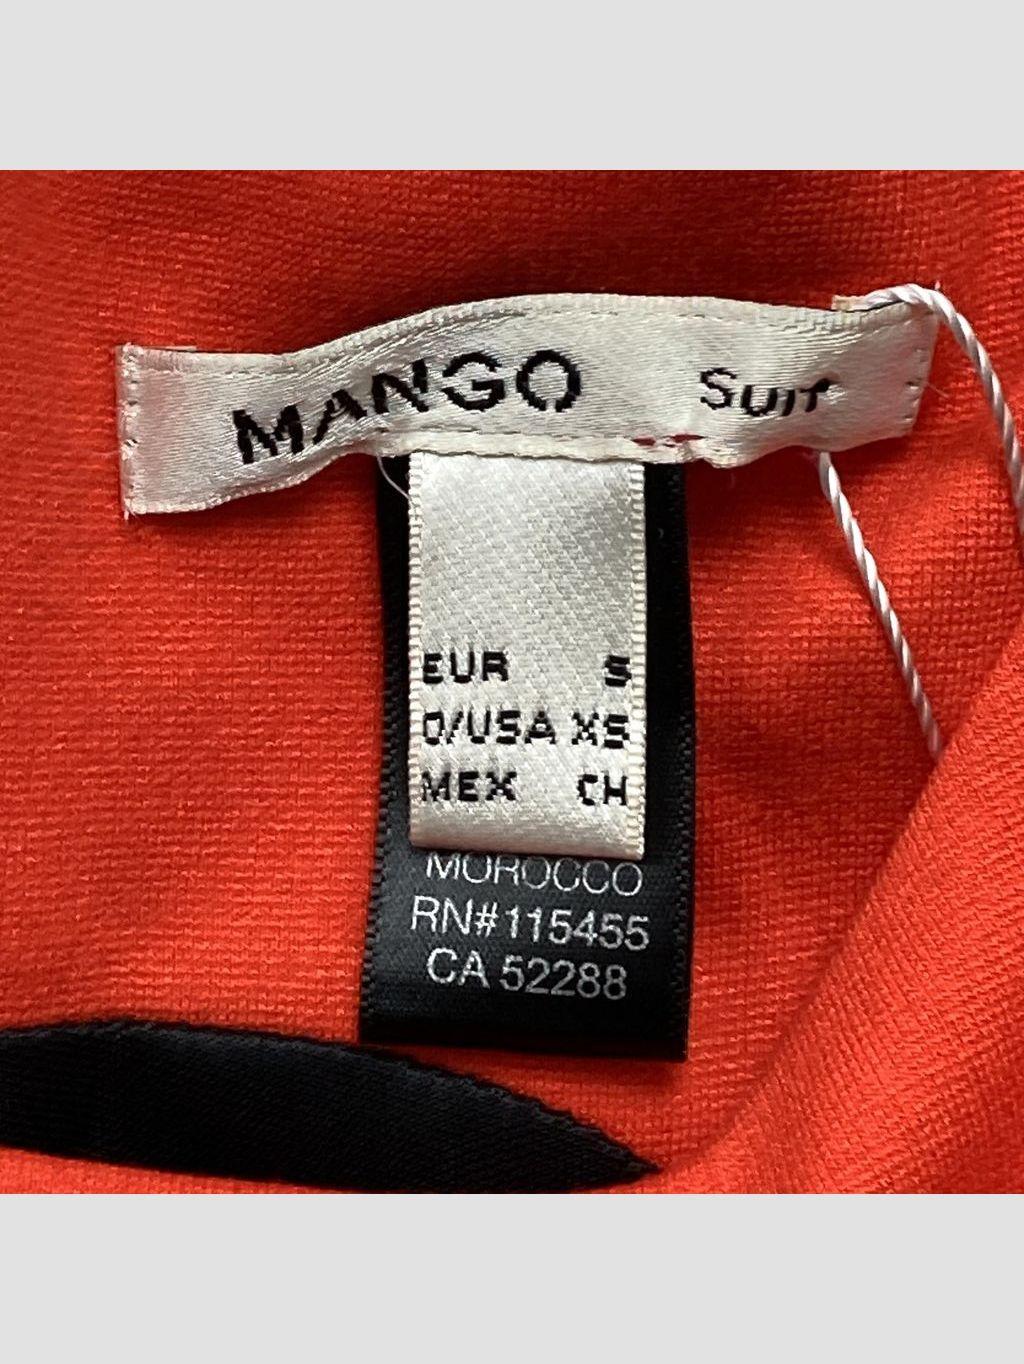 MANGO Suit
EUR S
O/USA XS
MEX CH
MOROCCO
RN#115455
CA 52288